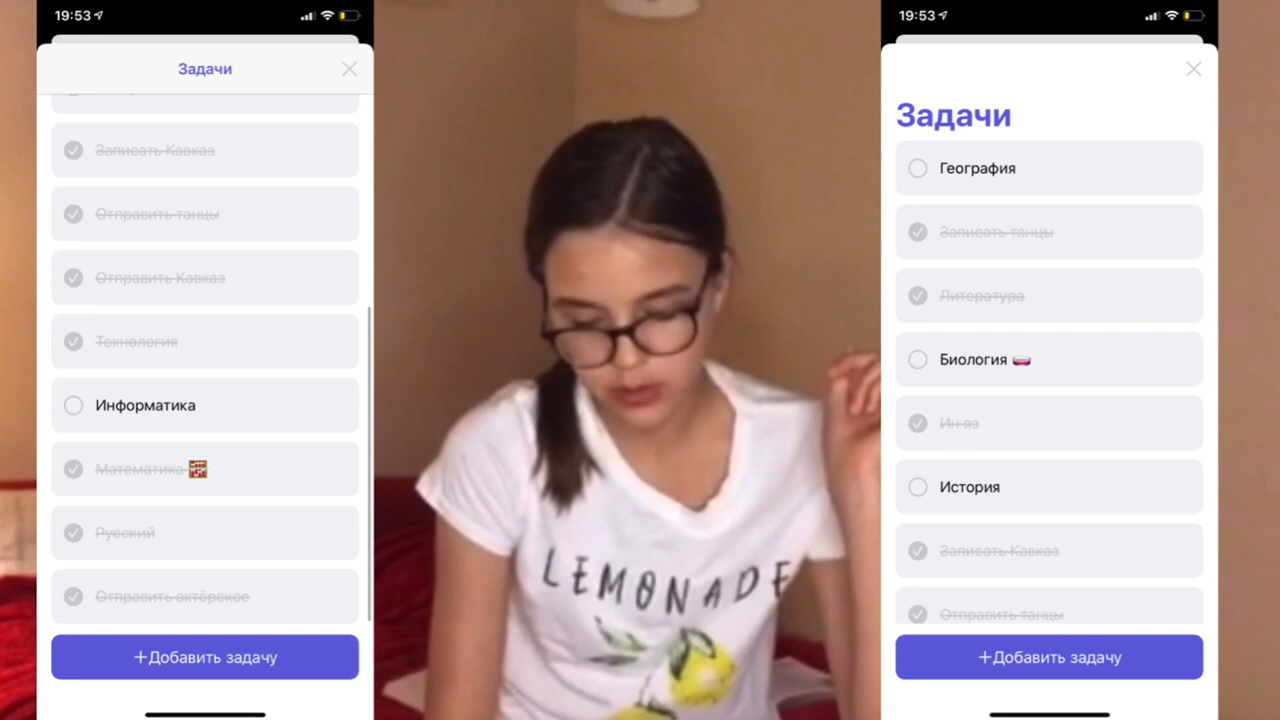 19:53
Задачи
Записать Кавказ
Отправить танцы
Отправить Кавказ
Технология
Информатика
Математика
Русский
Отправить актёрское
+Добавить задачу
LEMONADE
19:53
Задачи
География
Записать танцы
Литература
Биология
Ин яз
История
Записать Кавказ
Отправить танцы
+Добавить задачу